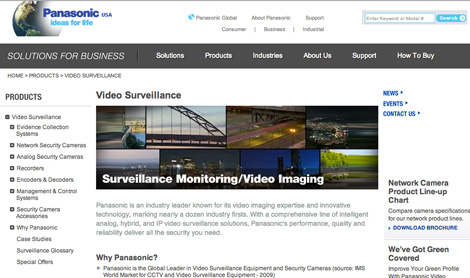 Panasonic USA
ideas for life
Panasonic Global About Panasonic Support
Consumer | Business | Industrial
Enter Keyword or Model #
Search
SOLUTIONS FOR BUSINESS
Solutions Products Industries About Us Support How To Buy
HOME > PRODUCTS > VIDEO SURVEILLANCE
PRODUCTS
Video Surveillance
Evidence Collection
Systems
Network Security Cameras
Analog Security Cameras
Recorders
Encoders & Decoders
Management & Control
Systems
Security Camera
Accessories
Why Panasonic
Case Studies
Surveillance Glossary
Special Offers
Video Surveillance
Surveillance Monitoring/Video Imaging
Panasonic is an industry leader known for its video imaging expertise and innovative
technology, marking nearly a dozen industry firsts. With a comprehensive line of intelligent
analog, hybrid, and IP video surveillance solutions, Panasonic's performance, quality and
reliability deliver all the security you need.
Why Panasonic?
Panasonic is the Global Leader in Video Surveillance Equipment and Security Cameras (source: IMS
World Market for CCTV and Video Surveillance Equipment - 2009)
NEWS
EVENTS
CONTACT US
Network Camera
Product Line-up
Chart
Compare camera specifications
for our network product lines.
DOWNLOAD BROCHURE
We've Got Green
Covered
Panasonic is Your Partner with